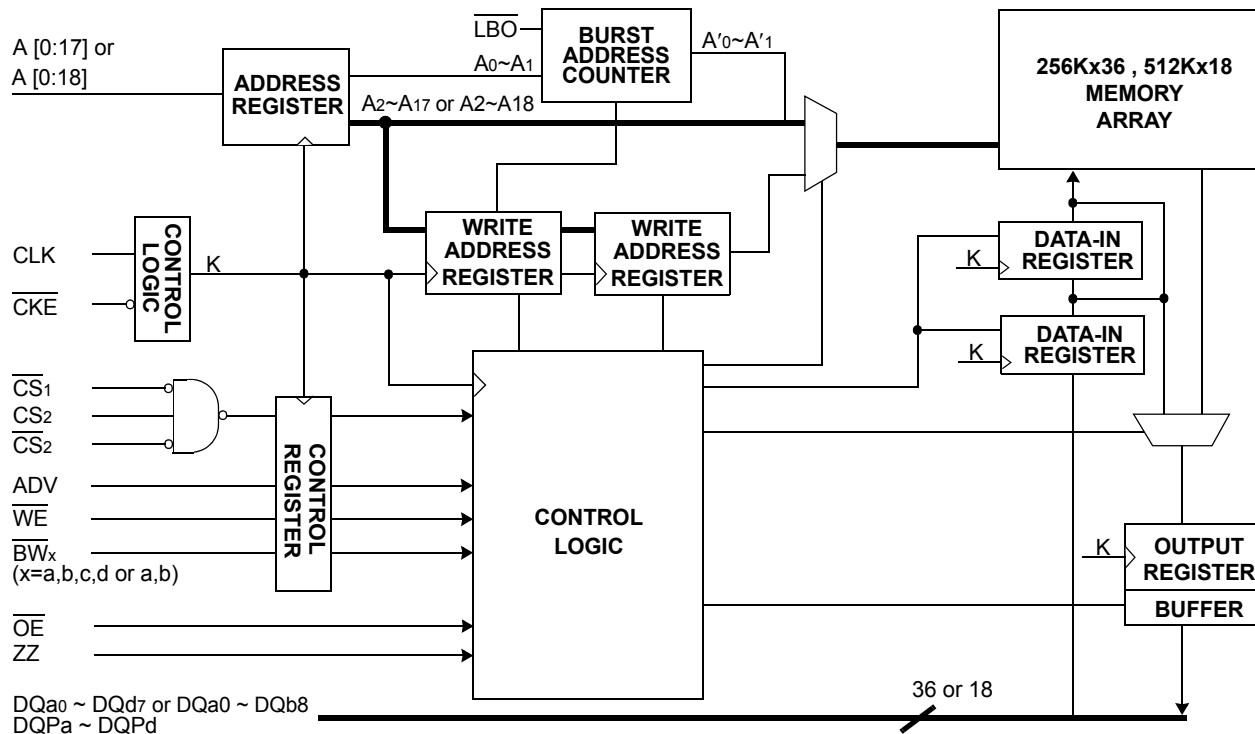 A [0:17] or
A [0:18]
ADDRESS
REGISTER
LBO
A0~A1
BURST
ADDRESS
COUNTER
A′0~A′1
A2~A17 or A2~A18
256Kx36 , 512Kx18
MEMORY
ARRAY
WRITE
ADDRESS
REGISTER
WRITE
ADDRESS
REGISTER
CLK
CKE
CONTROL
LOGIC
K
K
DATA-IN
REGISTER
K
DATA-IN
REGISTER
CS1
CS2
CS2
ADV
WE
BWx
(x=a,b,c,d or a,b)
CONTROL
REGISTER
CONTROL
LOGIC
K
OUTPUT
REGISTER
BUFFER
OE
ZZ
DQa0 ~ DQd7 or DQa0 ~ DQb8
DQPa ~ DQPd
36 or 18